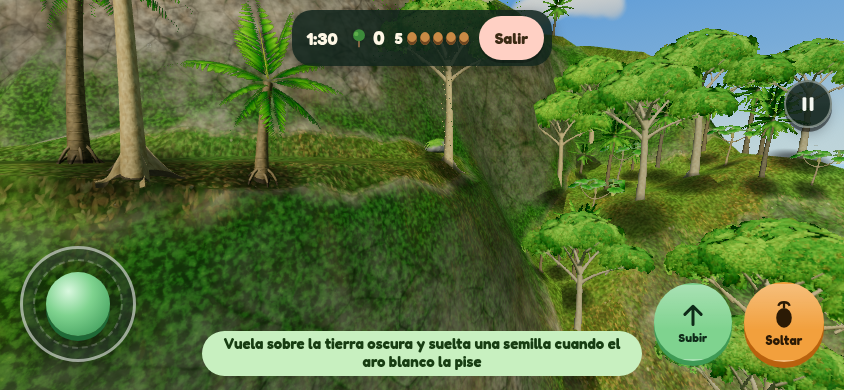 1:30 0 5 Salir
Subir
Soltar
Vuela sobre la tierra oscura y suelta una semilla cuando el
aro blanco la pise